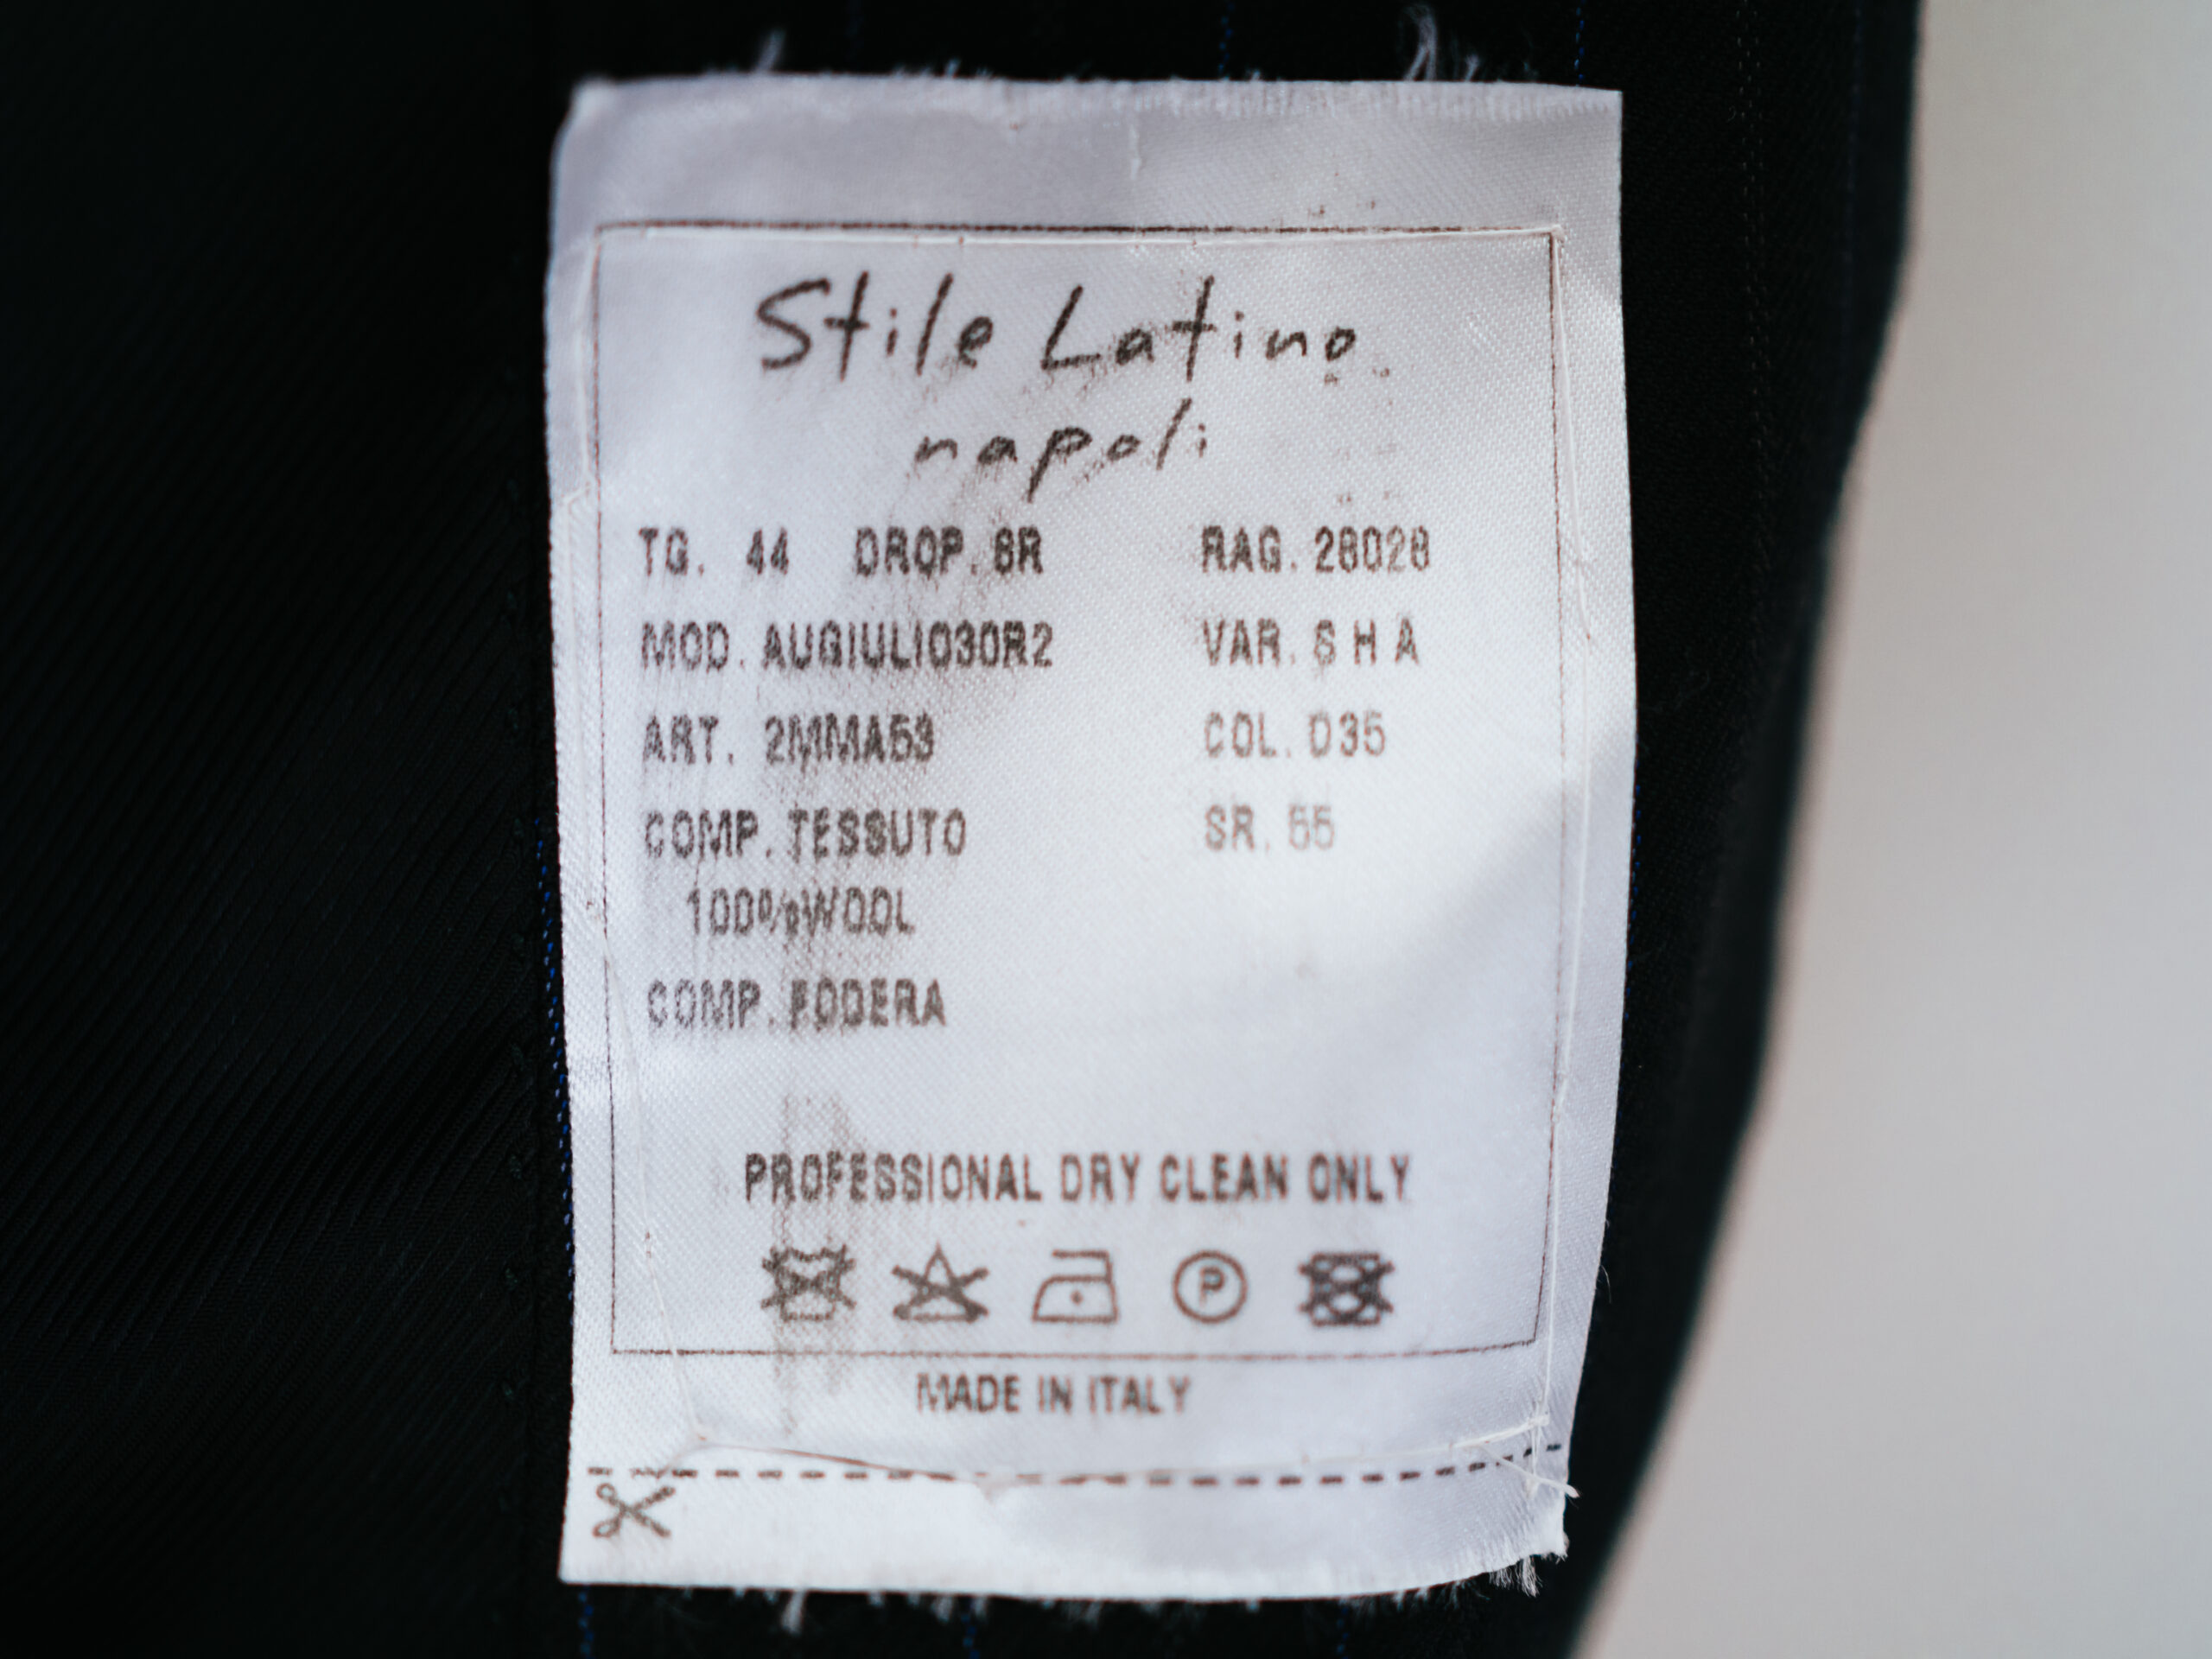 Stile Latino
napoli
TG. 44 DROP. 6R RAG. 28028
MOD. AUGIULIO30R2 VAR. S H A
ART. 2MMA53 COL. D35
COMP. TESSUTO SR. 55
100%WOOL
COMP. FODERA
PROFESSIONAL DRY CLEAN ONLY
P
MADE IN ITALY